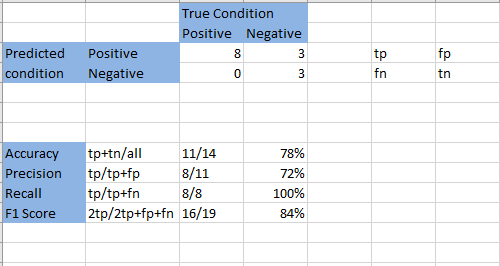 True Condition
Positive Negative
Predicted Positive 8 3 tp fp
condition Negative 0 3 fn tn
Accuracy tp+tn/all 11/14 78%
Precision tp/tp+fp 8/11 72%
Recall tp/tp+fn 8/8 100%
F1 Score 2tp/2tp+fp+fn 16/19 84%